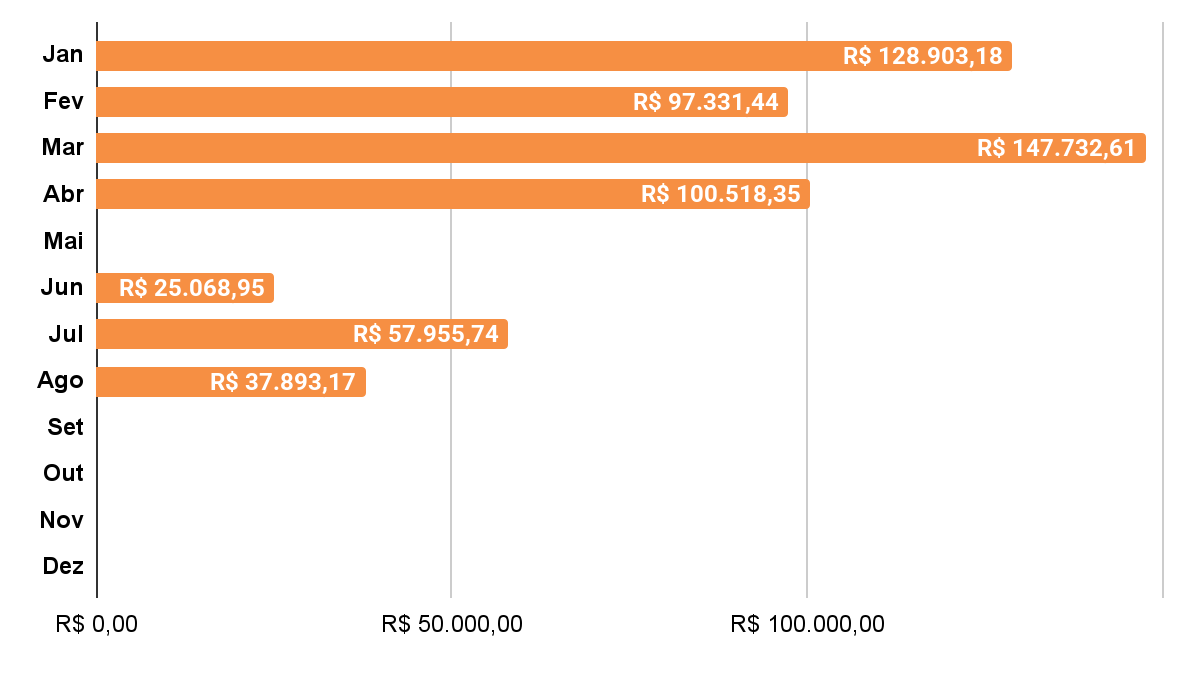 Jan R$ 128.903,18
Fev R$ 97.331,44
Mar R$ 147.732,61
Abr R$ 100.518,35
Mai
Jun R$ 25.068,95
Jul R$ 57.955,74
Ago R$ 37.893,17
Set
Out
Nov
Dez
R$ 0,00 R$ 50.000,00 R$ 100.000,00